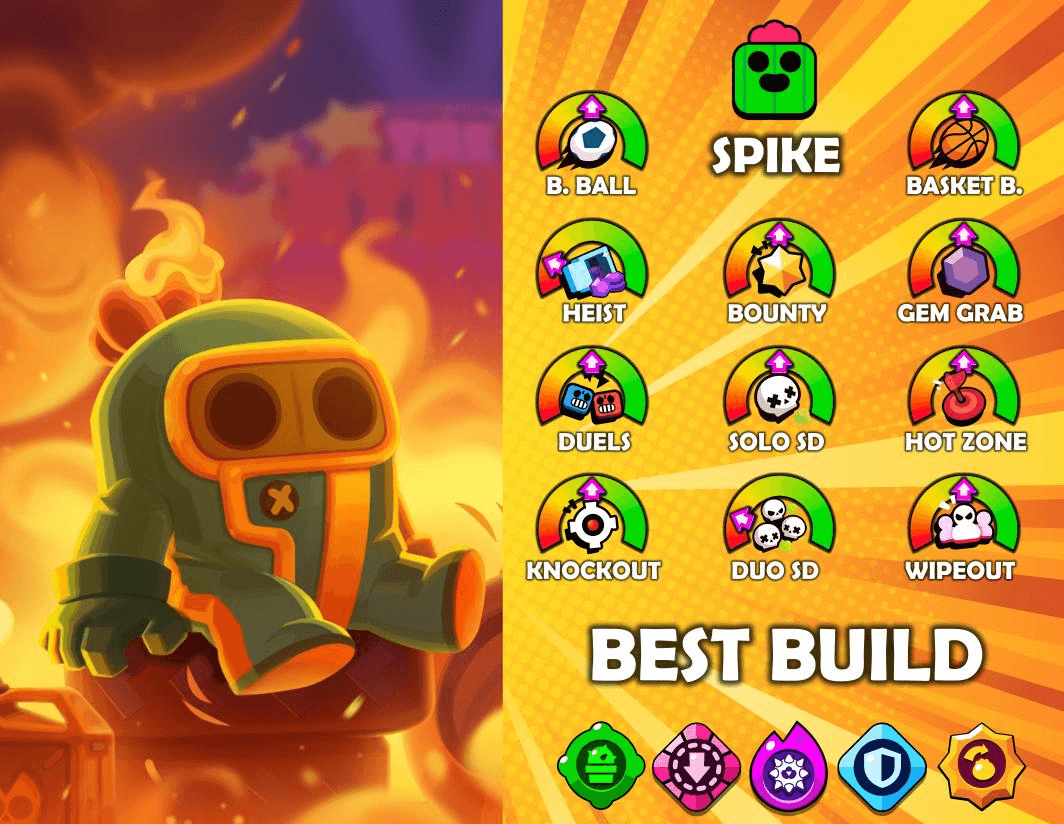 SPIKE
B. BALL
BASKET B.
HEIST
BOUNTY
GEM GRAB
DUELS
SOLO SD
HOT ZONE
KNOCKOUT
DUO SD
WIPEOUT
BEST BUILD